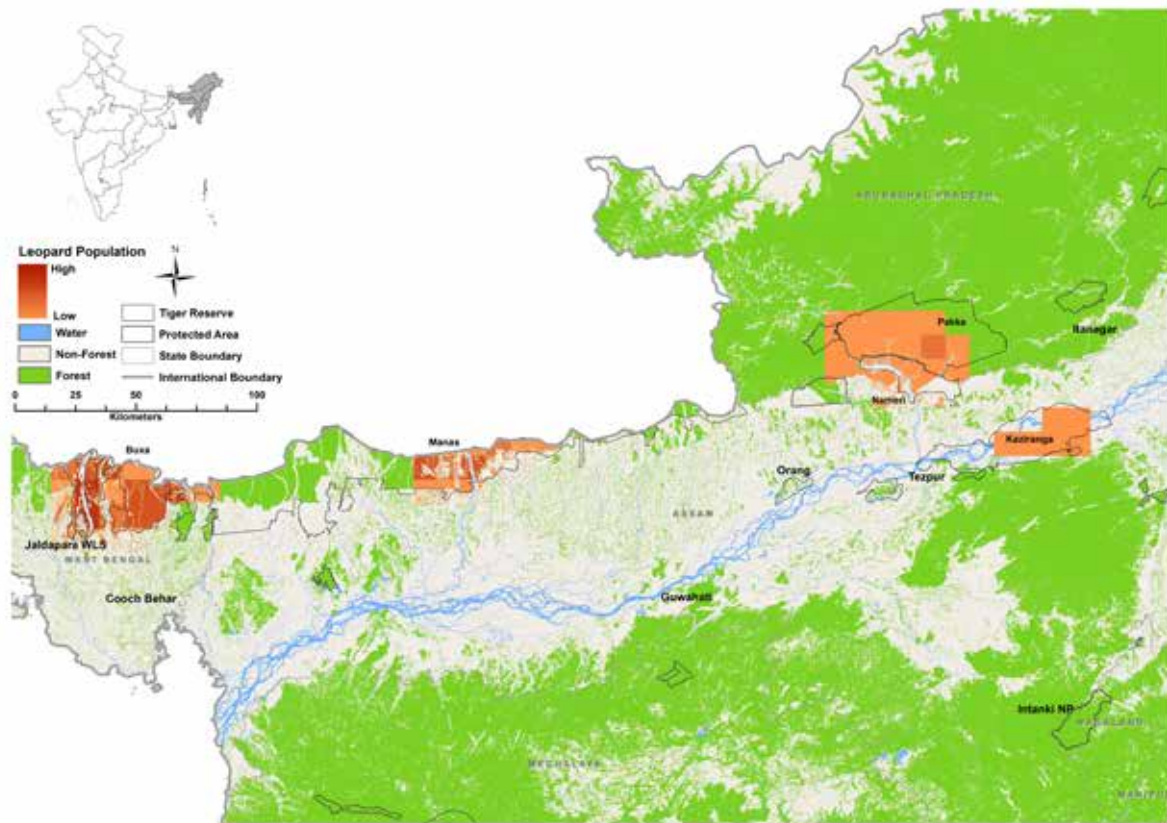 Leopard Population
N
High
Low
Water
Non-Forest
Forest
Tiger Reserve
Protected Area
State Boundary
International Boundary
0 25 50 100
Kilometers
ARUNACHAL PRADESH
Pakke
Itanagar
Nameri
Kaziranga
Buxa
Manas
Orang
Tezpur
ASSAM
Jaldapara WLS
WEST BENGAL
Cooch Behar
Guwahati
Intanki NP
NAGALAND
MEGHALAYA
MANIPU